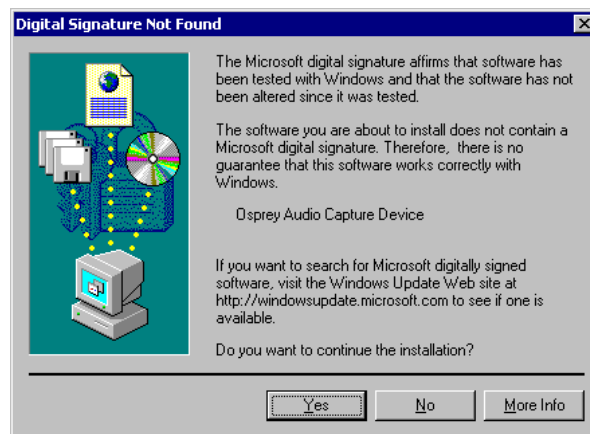 Digital Signature Not Found
The Microsoft digital signature affirms that software has
been tested with Windows and that the software has not
been altered since it was tested.
The software you are about to install does not contain a
Microsoft digital signature. Therefore, there is no
guarantee that this software works correctly with
Windows.
Osprey Audio Capture Device
If you want to search for Microsoft digitally signed
software, visit the Windows Update Web site at
http://windowsupdate.microsoft.com to see if one is
available.
Do you want to continue the installation?
Yes No More Info